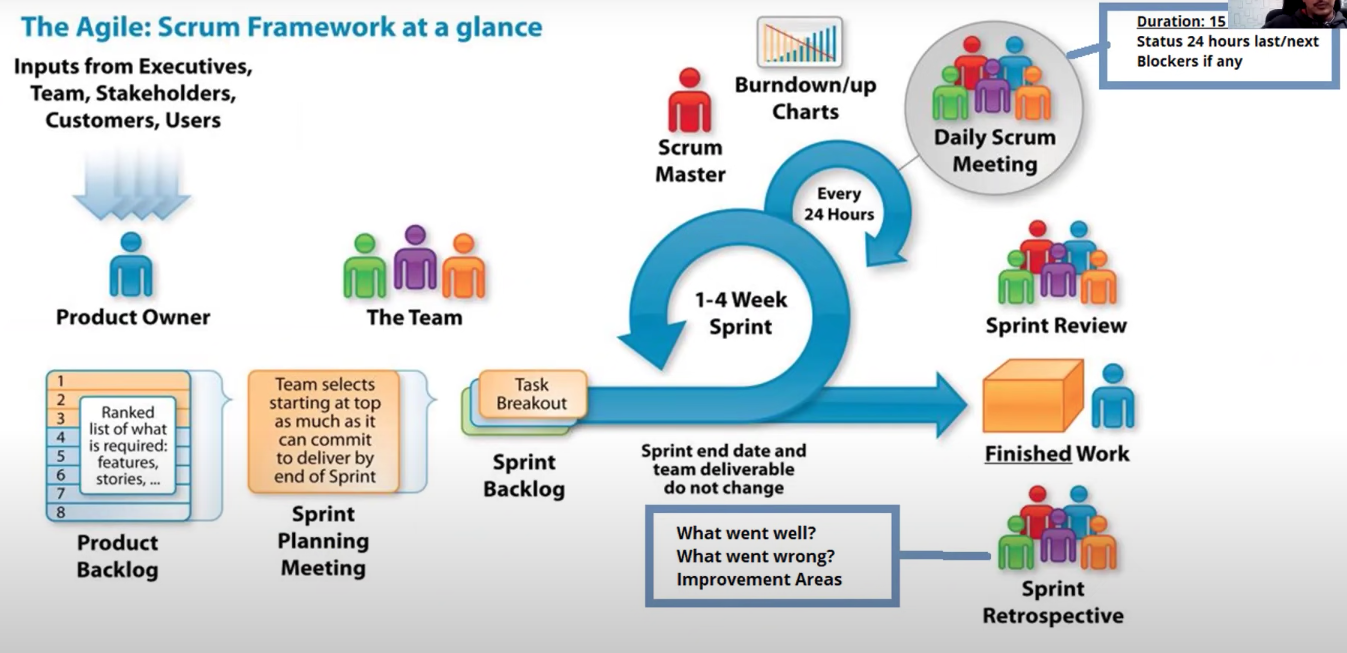 The Agile: Scrum Framework at a glance
Inputs from Executives,
Team, Stakeholders,
Customers, Users
Product Owner
The Team
Scrum
Master
Burndown/up
Charts
Every
24 Hours
Daily Scrum
Meeting
Duration: 15
Status 24 hours last/next
Blockers if any
1-4 Week
Sprint
Sprint Review
1
2
3
4
5
6
7
8
Ranked
list of what
is required:
features,
stories, ...
Product
Backlog
Team selects
starting at top
as much as it
can commit
to deliver by
end of Sprint
Sprint
Planning
Meeting
Task
Breakout
Sprint
Backlog
Sprint end date and
team deliverable
do not change
Finished Work
What went well?
What went wrong?
Improvement Areas
Sprint
Retrospective